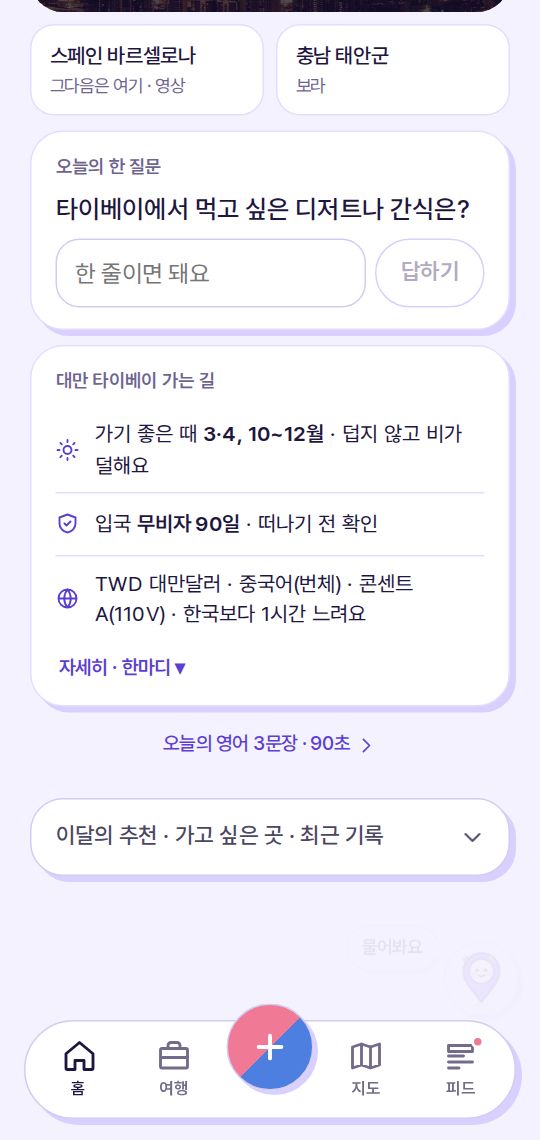 스페인 바르셀로나
그다음은 여기 · 영상
충남 태안군
보라
오늘의 한 질문
타이베이에서 먹고 싶은 디저트나 간식은?
한 줄이면 돼요
답하기
대만 타이베이 가는 길
가기 좋은 때 3·4, 10~12월 · 덥지 않고 비가
덜해요
입국 무비자 90일 · 떠나기 전 확인
TWD 대만달러 · 중국어(번체) · 콘센트
A(110V) · 한국보다 1시간 느려요
자세히 · 한마디 ▾
오늘의 영어 3문장 · 90초
이달의 추천 · 가고 싶은 곳 · 최근 기록
물어봐요
홈
여행
지도
피드